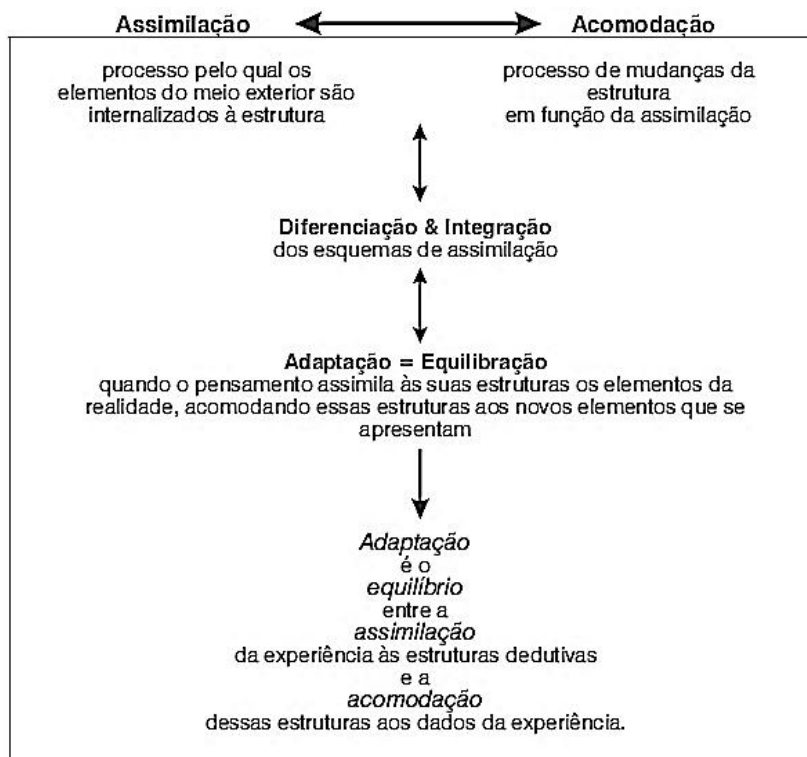 Assimilação Acomodação
processo pelo qual os
elementos do meio exterior são
internalizados à estrutura
processo de mudanças da
estrutura
em função da assimilação
Diferenciação & Integração
dos esquemas de assimilação
Adaptação = Equilibração
quando o pensamento assimila às suas estruturas os elementos da
realidade, acomodando essas estruturas aos novos elementos que se
apresentam
Adaptação
é o
equilíbrio
entre a
assimilação
da experiência às estruturas dedutivas
e a
acomodação
dessas estruturas aos dados da experiência.